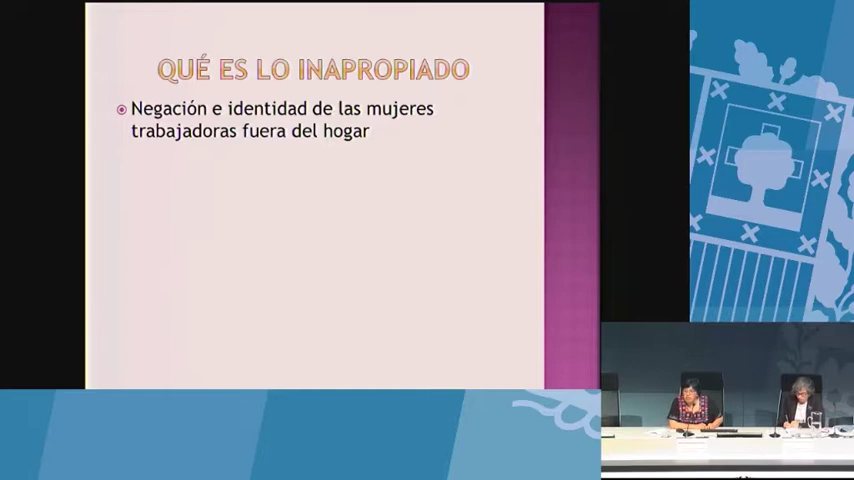 QUÉ ES LO INAPROPIADO
Negación e identidad de las mujeres
trabajadoras fuera del hogar